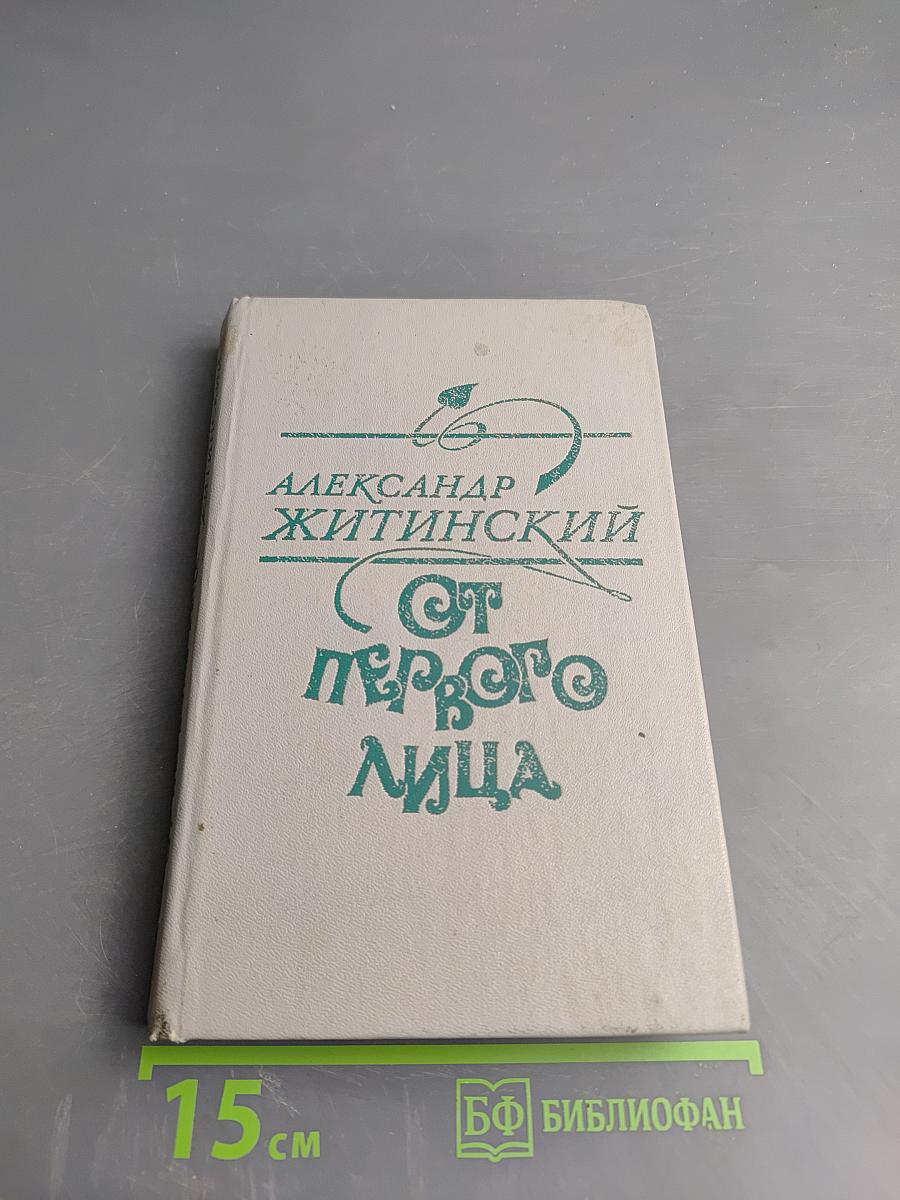 АЛЕКСАНДР
ЖИТИНСКИЙ
ОТ
ПЕРВОГО
ЛИЦА
15 см
БФ БИБЛИОФАН